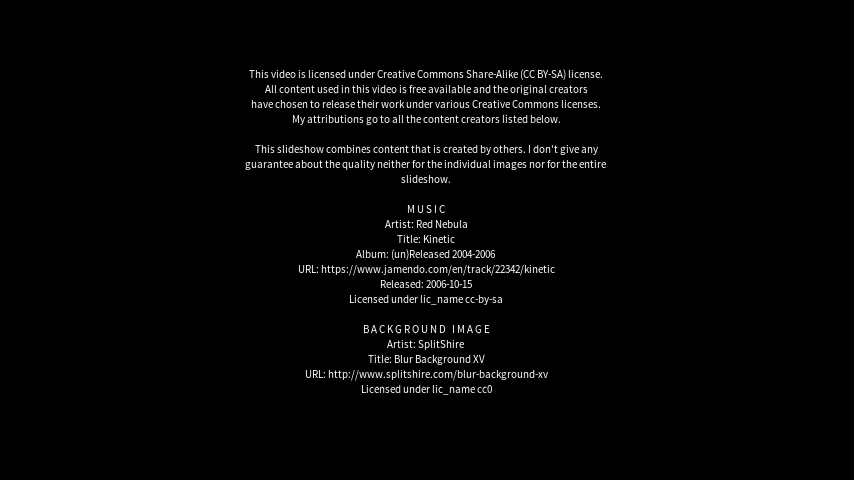 This video is licensed under Creative Commons Share-Alike (CC BY-SA) license.
All content used in this video is free available and the original creators
have chosen to release their work under various Creative Commons licenses.
My attributions go to all the content creators listed below.
This slideshow combines content that is created by others. I don't give any
guarantee about the quality neither for the individual images nor for the entire
slideshow.
MUSIC
Artist: Red Nebula
Title: Kinetic
Album: (un)Released 2004-2006
URL: https://www.jamendo.com/en/track/22342/kinetic
Released: 2006-10-15
Licensed under lic_name cc-by-sa
BACKGROUND IMAGE
Artist: SplitShire
Title: Blur Background XV
URL: http://www.splitshire.com/blur-background-xv
Licensed under lic_name cc0